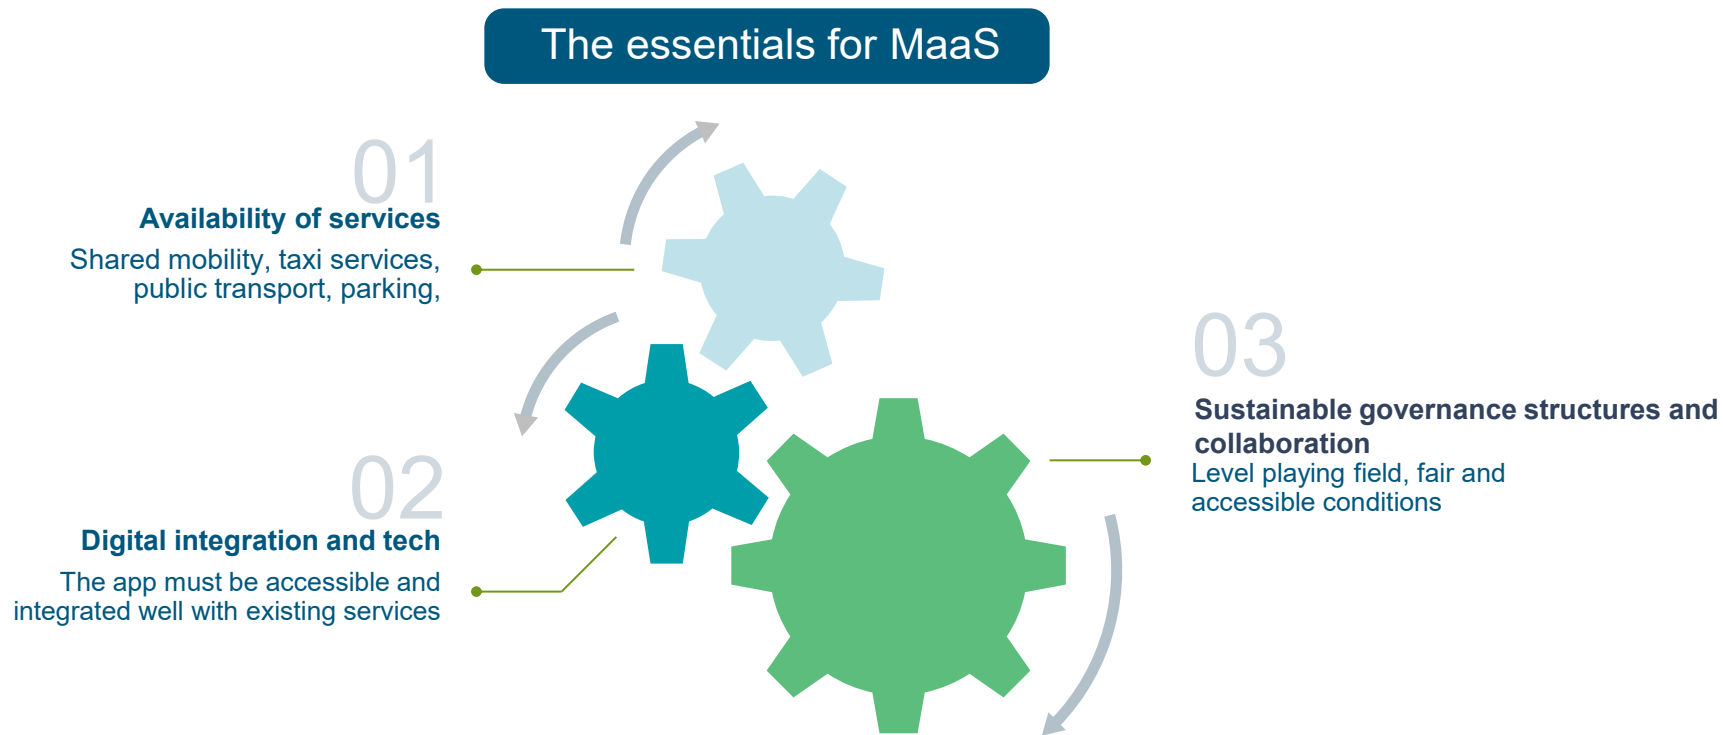 The essentials for MaaS
01
Availability of services
Shared mobility, taxi services,
public transport, parking,
02
Digital integration and tech
The app must be accessible and
integrated well with existing services
03
Sustainable governance structures and
collaboration
Level playing field, fair and
accessible conditions